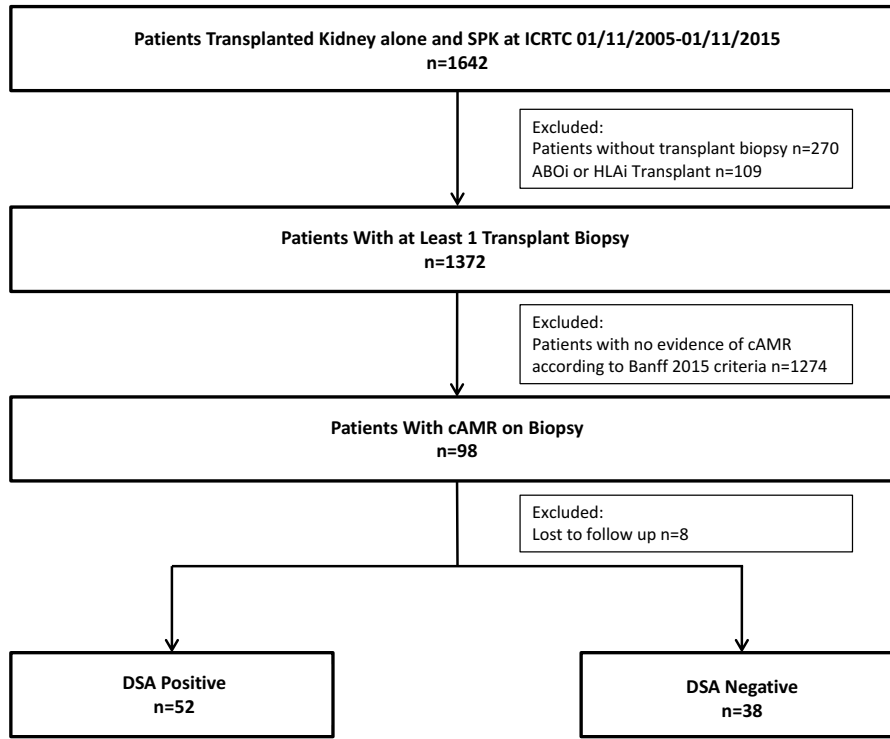 Patients Transplanted Kidney alone and SPK at ICRTC 01/11/2005-01/11/2015
n=1642
Excluded:
Patients without transplant biopsy n=270
ABOi or HLAi Transplant n=109
Patients With at Least 1 Transplant Biopsy
n=1372
Excluded:
Patients with no evidence of cAMR
according to Banff 2015 criteria n=1274
Patients With cAMR on Biopsy
n=98
Excluded:
Lost to follow up n=8
DSA Positive
n=52
DSA Negative
n=38